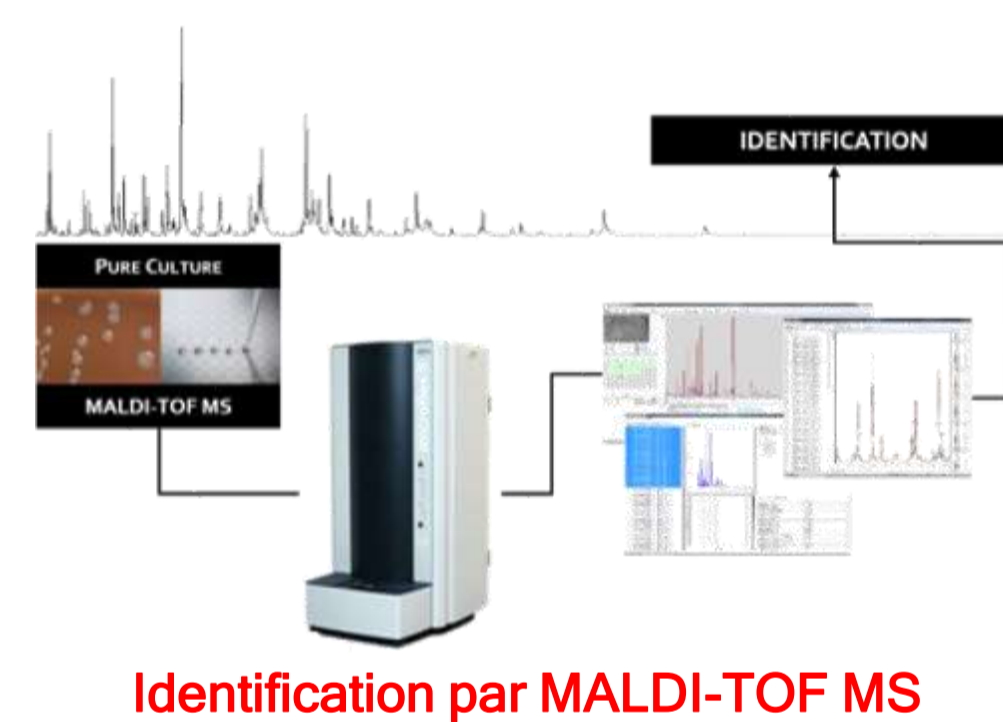 IDENTIFICATION
PURE CULTURE
MALDI-TOF MS
Identification par MALDI-TOF MS